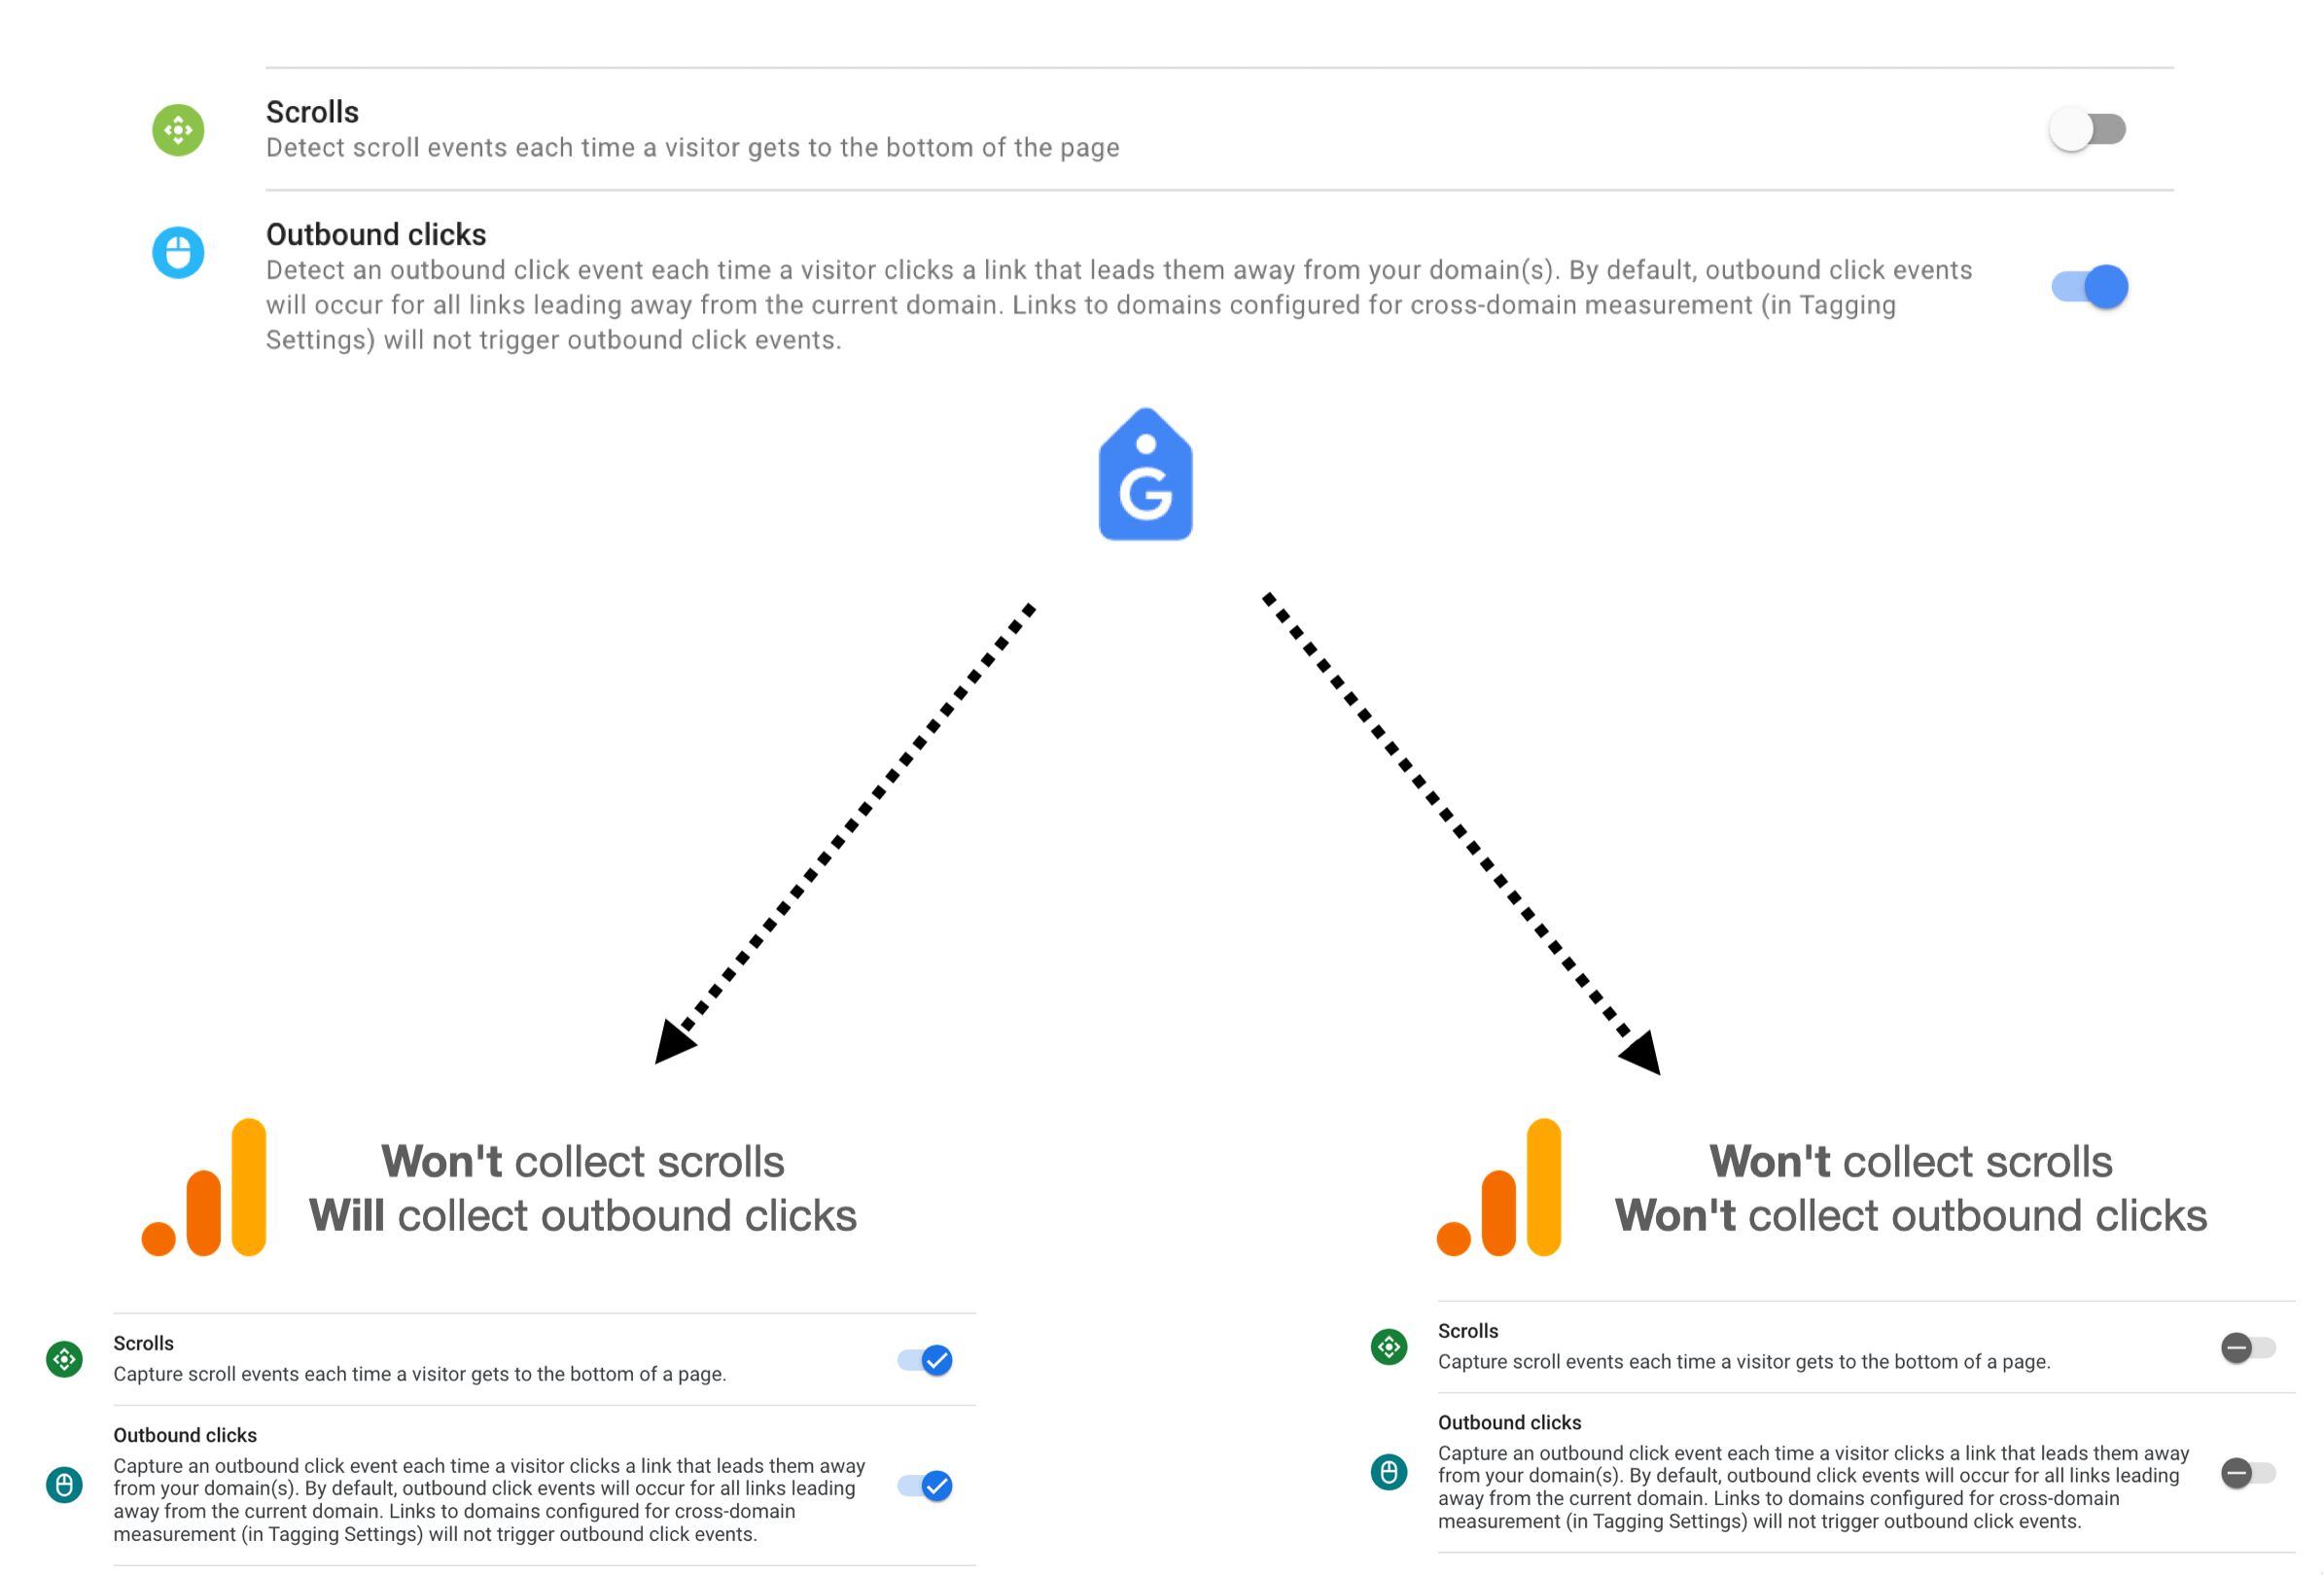 Scrolls
Detect scroll events each time a visitor gets to the bottom of the page
Outbound clicks
Detect an outbound click event each time a visitor clicks a link that leads them away from your domain(s). By default, outbound click events
will occur for all links leading away from the current domain. Links to domains configured for cross-domain measurement (in Tagging
Settings) will not trigger outbound click events.
G
Won't collect scrolls
Will collect outbound clicks
Scrolls
Capture scroll events each time a visitor gets to the bottom of a page.
Outbound clicks
Capture an outbound click event each time a visitor clicks a link that leads them away
from your domain(s). By default, outbound click events will occur for all links leading
away from the current domain. Links to domains configured for cross-domain
measurement (in Tagging Settings) will not trigger outbound click events.
Won't collect scrolls
Won't collect outbound clicks
Scrolls
Capture scroll events each time a visitor gets to the bottom of a page.
Outbound clicks
Capture an outbound click event each time a visitor clicks a link that leads them away
from your domain(s). By default, outbound click events will occur for all links leading
away from the current domain. Links to domains configured for cross-domain
measurement (in Tagging Settings) will not trigger outbound click events.